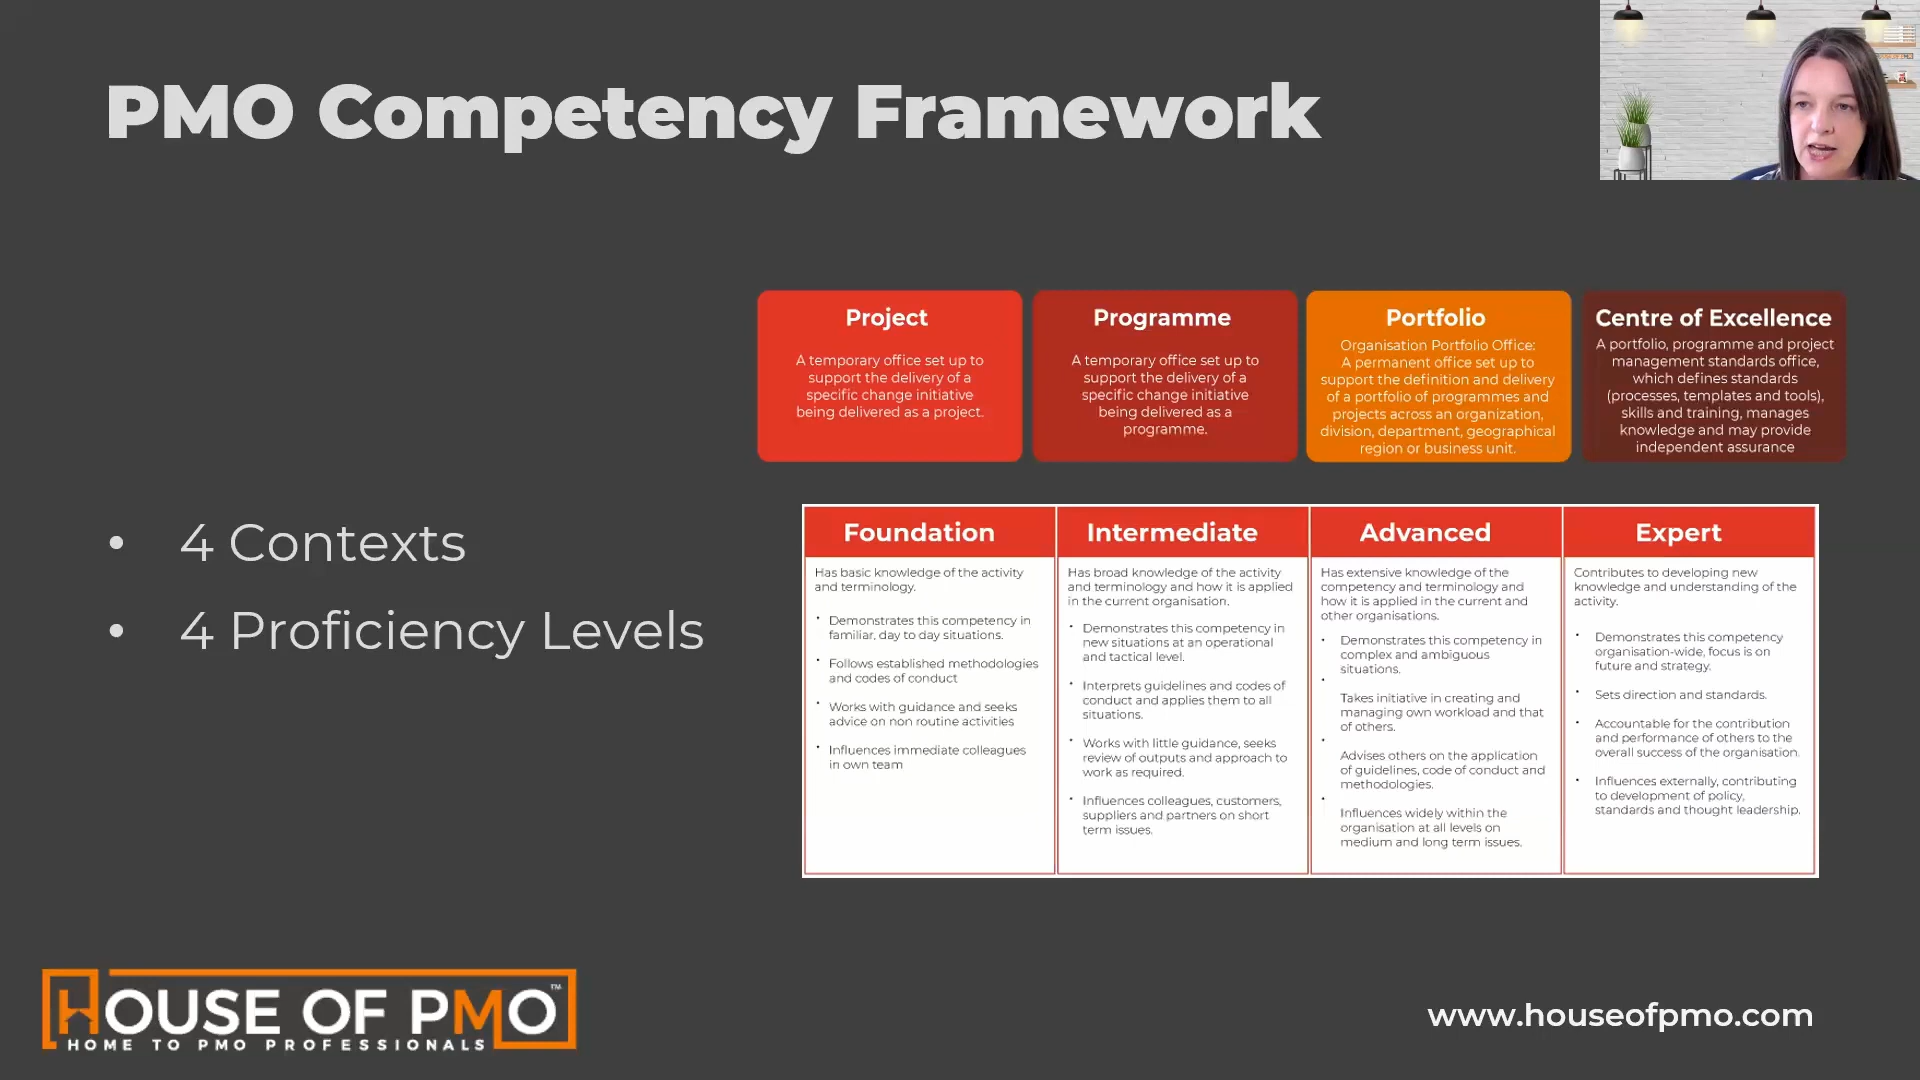 PMO Competency Framework
Project
A temporary office set up to
support the delivery of a
specific change initiative
being delivered as a project.
Programme
A temporary office set up to
support the delivery of a
specific change initiative
being delivered as a
programme.
Portfolio
Organisation Portfolio Office:
A permanent office set up to
support the definition and delivery
of a portfolio of programmes and
projects across an organization,
division, department, geographical
region or business unit.
Centre of Excellence
A portfolio, programme and project
management standards office,
which defines standards
(processes, templates and tools),
skills and training, manages
knowledge and may provide
independent assurance
• 4 Contexts
• 4 Proficiency Levels
Foundation
Has basic knowledge of the activity
and terminology.
• Demonstrates this competency in
familiar, day to day situations.
• Follows established methodologies
and codes of conduct
• Works with guidance and seeks
advice on non routine activities
• Influences immediate colleagues
in own team
Intermediate
Has broad knowledge of the activity
and terminology and how it is applied
in the current organisation.
• Demonstrates this competency in
new situations at an operational
and tactical level.
• Interprets guidelines and codes of
conduct and applies them to all
situations.
• Works with little guidance, seeks
review of outputs and approach to
work as required.
• Influences colleagues, customers,
suppliers and partners on short
term issues.
Advanced
Has extensive knowledge of the
competency and terminology and
how it is applied in the current and
other organisations.
• Demonstrates this competency in
complex and ambiguous
situations.
• Takes initiative in creating and
managing own workload and that
of others.
• Advises others on the application
of guidelines, code of conduct and
methodologies.
• Influences widely within the
organisation at all levels on
medium and long term issues.
Expert
Contributes to developing new
knowledge and understanding of the
activity.
• Demonstrates this competency
organisation-wide, focus is on
future and strategy.
• Sets direction and standards.
• Accountable for the contribution
and performance of others to the
overall success of the organisation.
• Influences externally, contributing
to development of policy,
standards and thought leadership.
HOUSE OF PMO™
HOME TO PMO PROFESSIONALS
www.houseofpmo.com